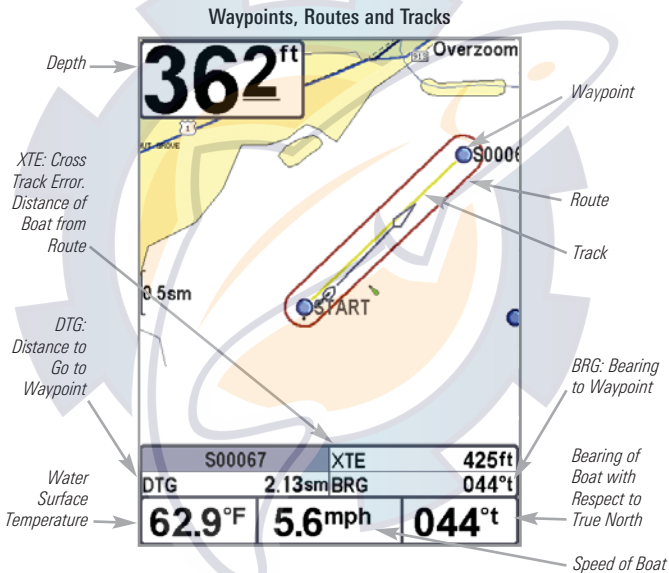 Waypoints, Routes and Tracks
Depth
362 ft
Overzoom
Waypoint
S0006
XTE: Cross
Track Error.
Distance of
Boat from
Route
Route
Track
0.5sm
START
DTG:
Distance to
Go to
Waypoint
BRG: Bearing
to Waypoint
S00067
XTE 425ft
DTG 2.13sm
BRG 044°t
Water
Surface
Temperature
62.9°F
5.6mph
044°t
Bearing of
Boat with
Respect to
True North
Speed of Boat
1